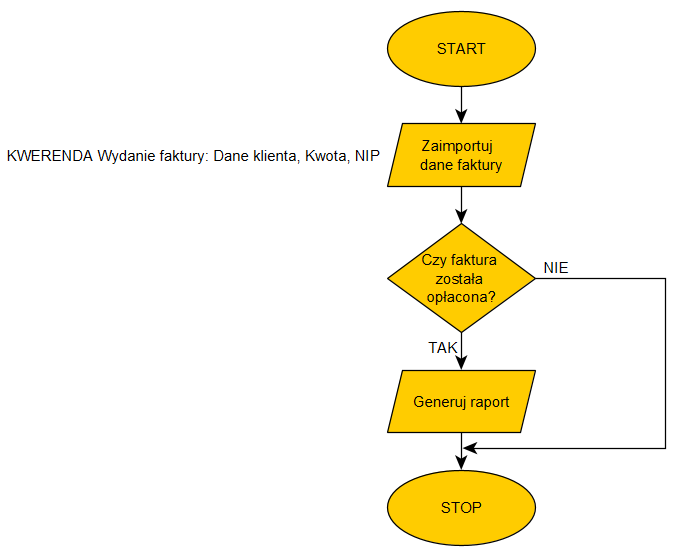 START
KWERENDA Wydanie faktury: Dane klienta, Kwota, NIP
Zaimportuj
dane faktury
Czy faktura
została
opłacona?
NIE
TAK
Generuj raport
STOP